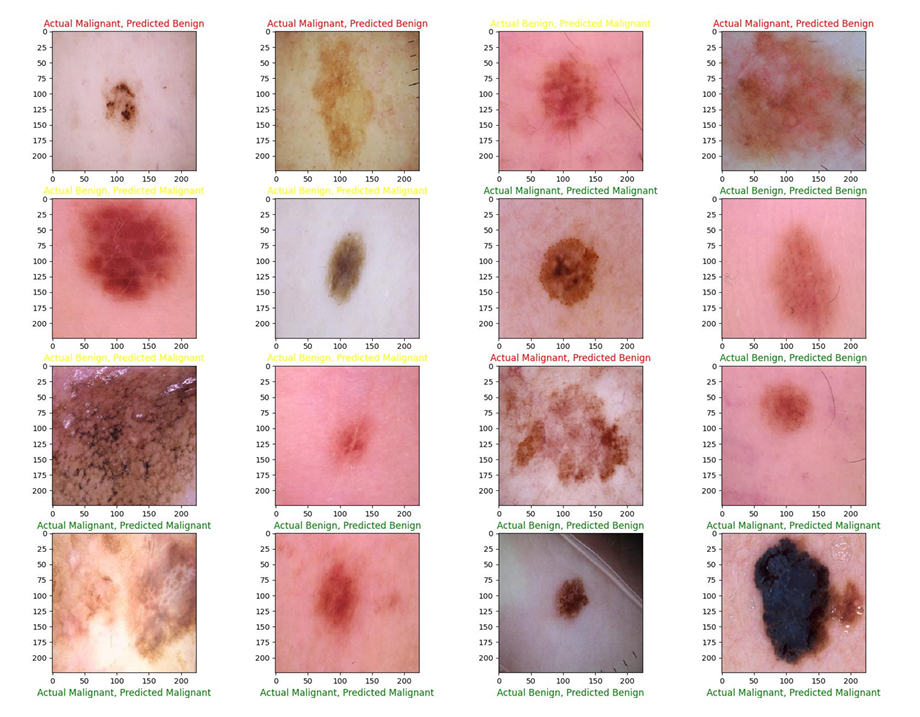 Actual Malignant, Predicted Benign
Actual Malignant, Predicted Benign
Actual Benign, Predicted Malignant
Actual Malignant, Predicted Benign
0 0 0 0
25 25 25 25
50 50 50 50
75 75 75 75
100 100 100 100
125 125 125 125
150 150 150 150
175 175 175 175
200 200 200 200
0 50 100 150 200 0 50 100 150 200 0 50 100 150 200 0 50 100 150 200
Actual Benign, Predicted Malignant
Actual Benign, Predicted Malignant
Actual Malignant, Predicted Malignant
Actual Benign, Predicted Benign
0 0 0 0
25 25 25 25
50 50 50 50
75 75 75 75
100 100 100 100
125 125 125 125
150 150 150 150
175 175 175 175
200 200 200 200
0 50 100 150 200 0 50 100 150 200 0 50 100 150 200 0 50 100 150 200
Actual Benign, Predicted Malignant
Actual Benign, Predicted Malignant
Actual Malignant, Predicted Benign
Actual Benign, Predicted Benign
0 0 0 0
25 25 25 25
50 50 50 50
75 75 75 75
100 100 100 100
125 125 125 125
150 150 150 150
175 175 175 175
200 200 200 200
0 50 100 150 200 0 50 100 150 200 0 50 100 150 200 0 50 100 150 200
Actual Malignant, Predicted Malignant
Actual Benign, Predicted Benign
Actual Benign, Predicted Benign
Actual Malignant, Predicted Malignant
0 0 0 0
25 25 25 25
50 50 50 50
75 75 75 75
100 100 100 100
125 125 125 125
150 150 150 150
175 175 175 175
200 200 200 200
0 50 100 150 200 0 50 100 150 200 0 50 100 150 200 0 50 100 150 200
Actual Malignant, Predicted Malignant
Actual Malignant, Predicted Malignant
Actual Benign, Predicted Benign
Actual Malignant, Predicted Malignant